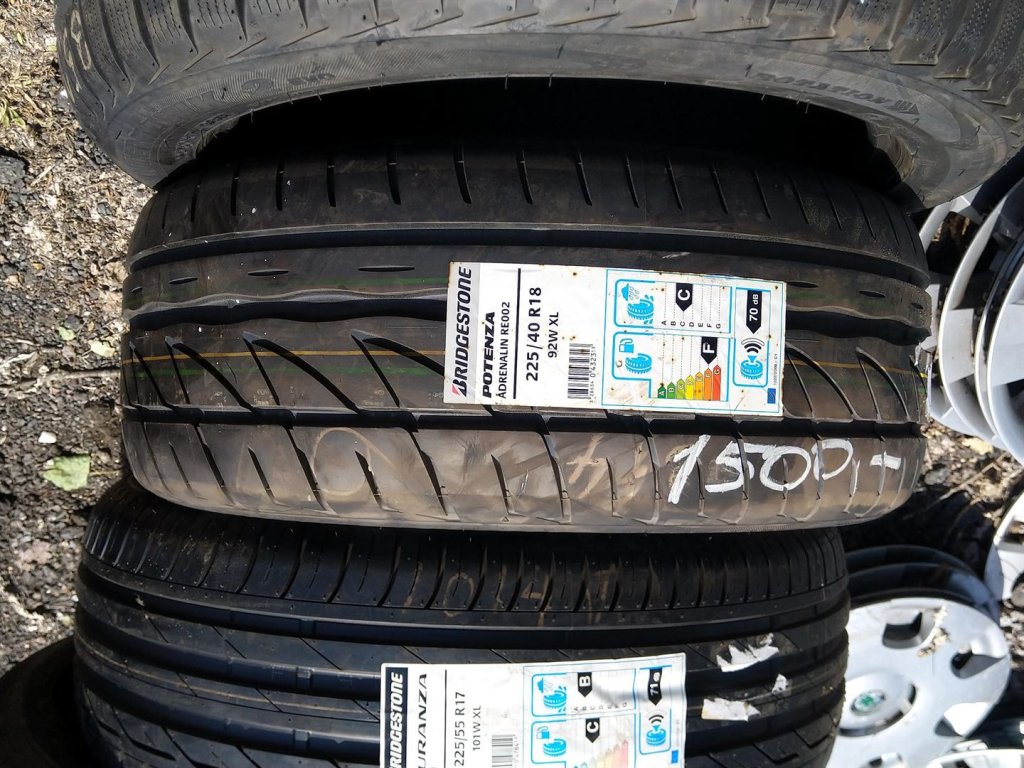 BRIDGESTONE
POTENZA
ADRENALIN RE002
225/40 R18
92W XL
C
A
B
C
D
E
F
G
F
A
G
70 dB
1500,-
BRIDGESTONE
TURANZA
225/55 R17
101W XL
B
C
71